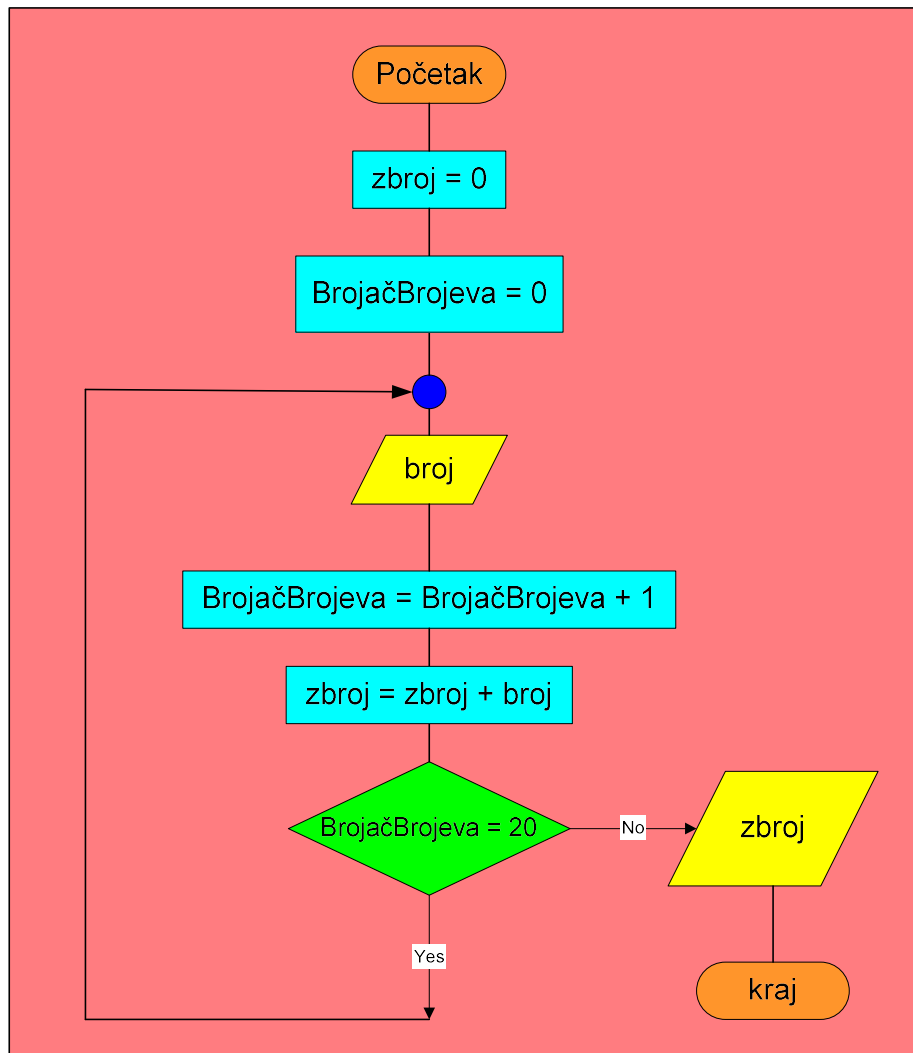 Početak
zbroj = 0
BrojačBrojeva = 0
broj
BrojačBrojeva = BrojačBrojeva + 1
zbroj = zbroj + broj
BrojačBrojeva = 20
No
zbroj
Yes
kraj